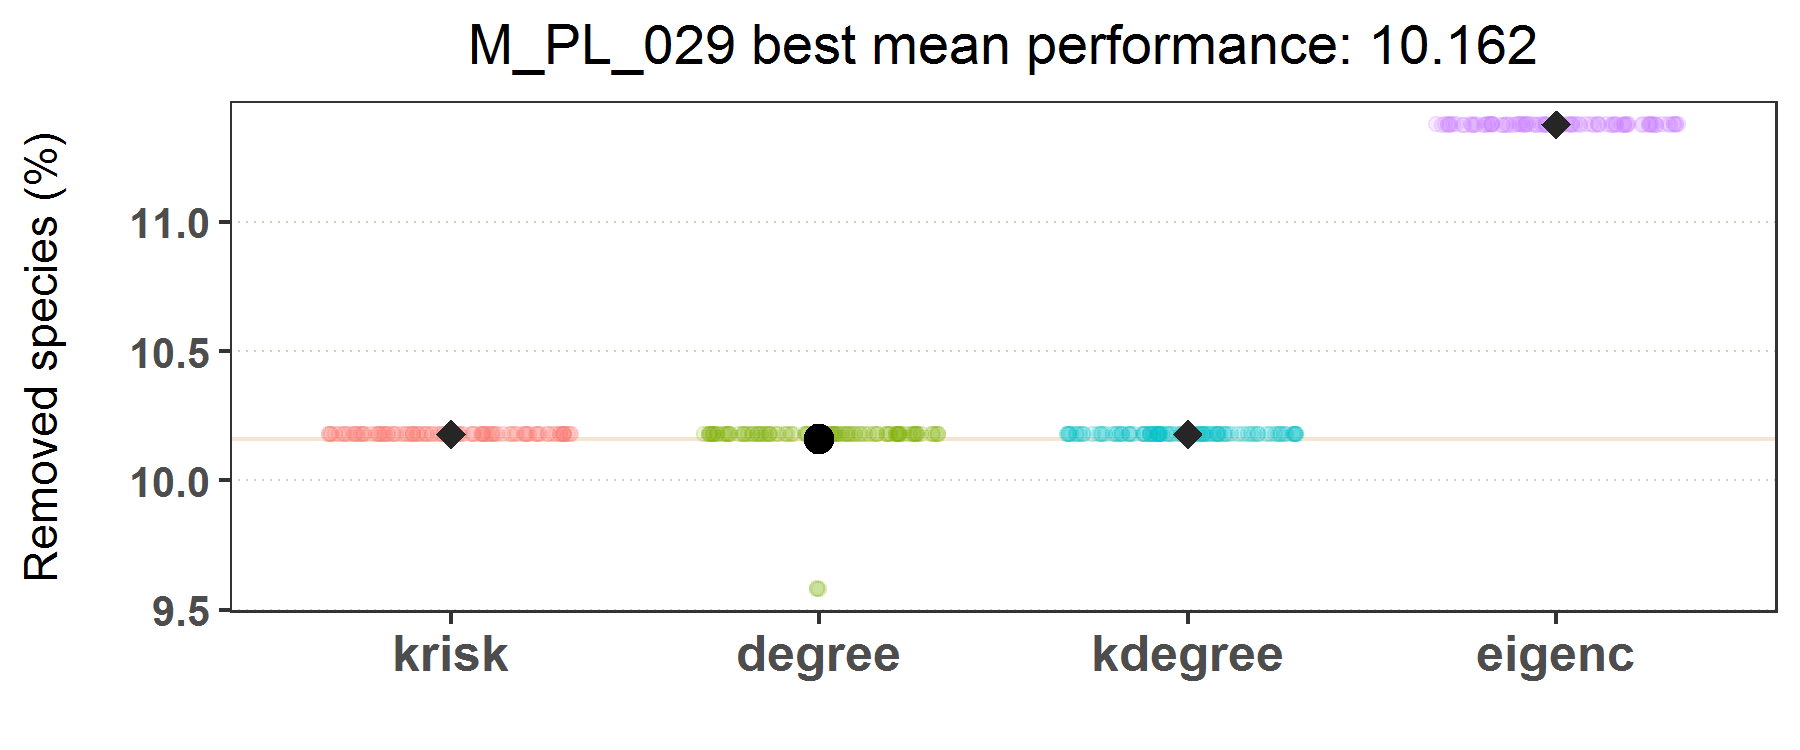 M_PL_029 best mean performance: 10.162
Removed species (%)
11.0
10.5
10.0
9.5
krisk degree kdegree eigenc